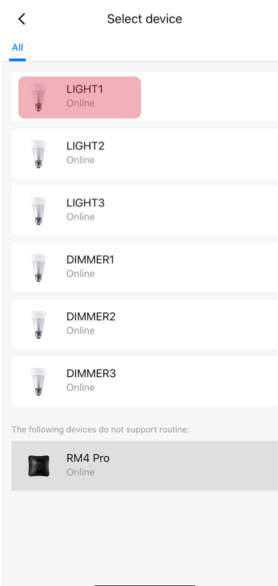 Select device
All
LIGHT1
Online
LIGHT2
Online
LIGHT3
Online
DIMMER1
Online
DIMMER2
Online
DIMMER3
Online
The following devices do not support routine:
RM4 Pro
Online